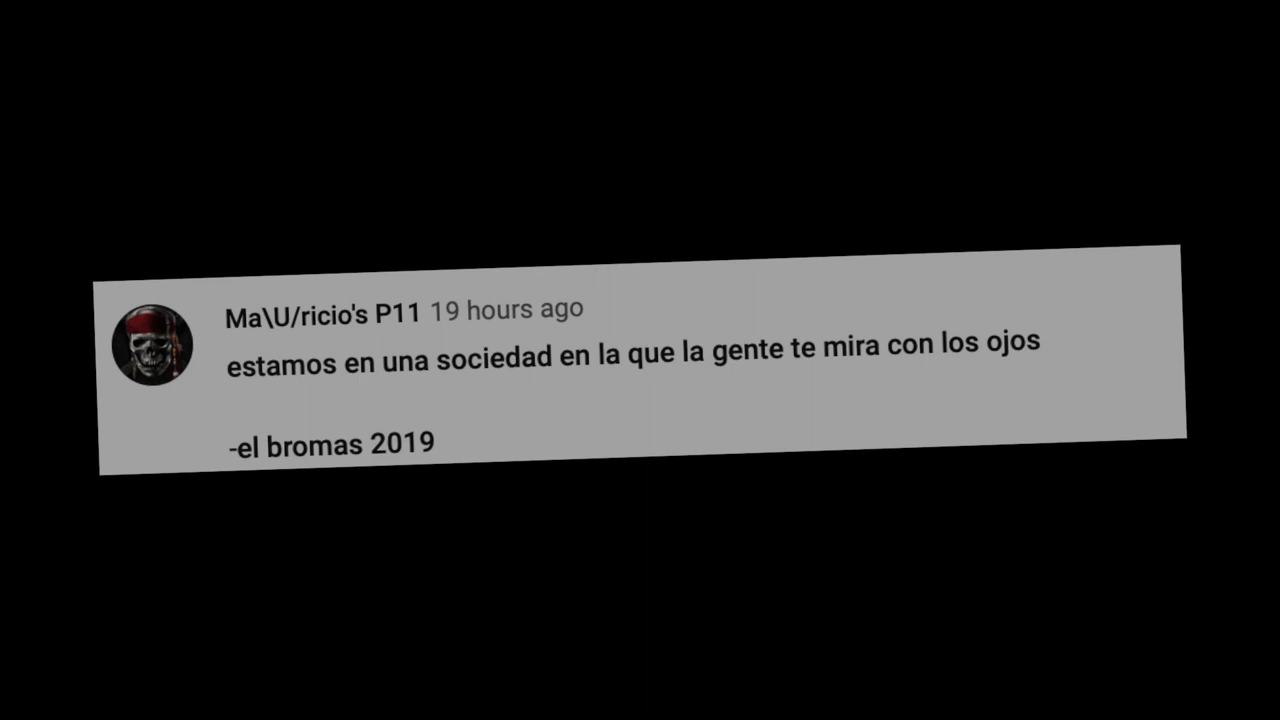 Ma\U/ricio's P11 19 hours ago
estamos en una sociedad en la que la gente te mira con los ojos
-el bromas 2019